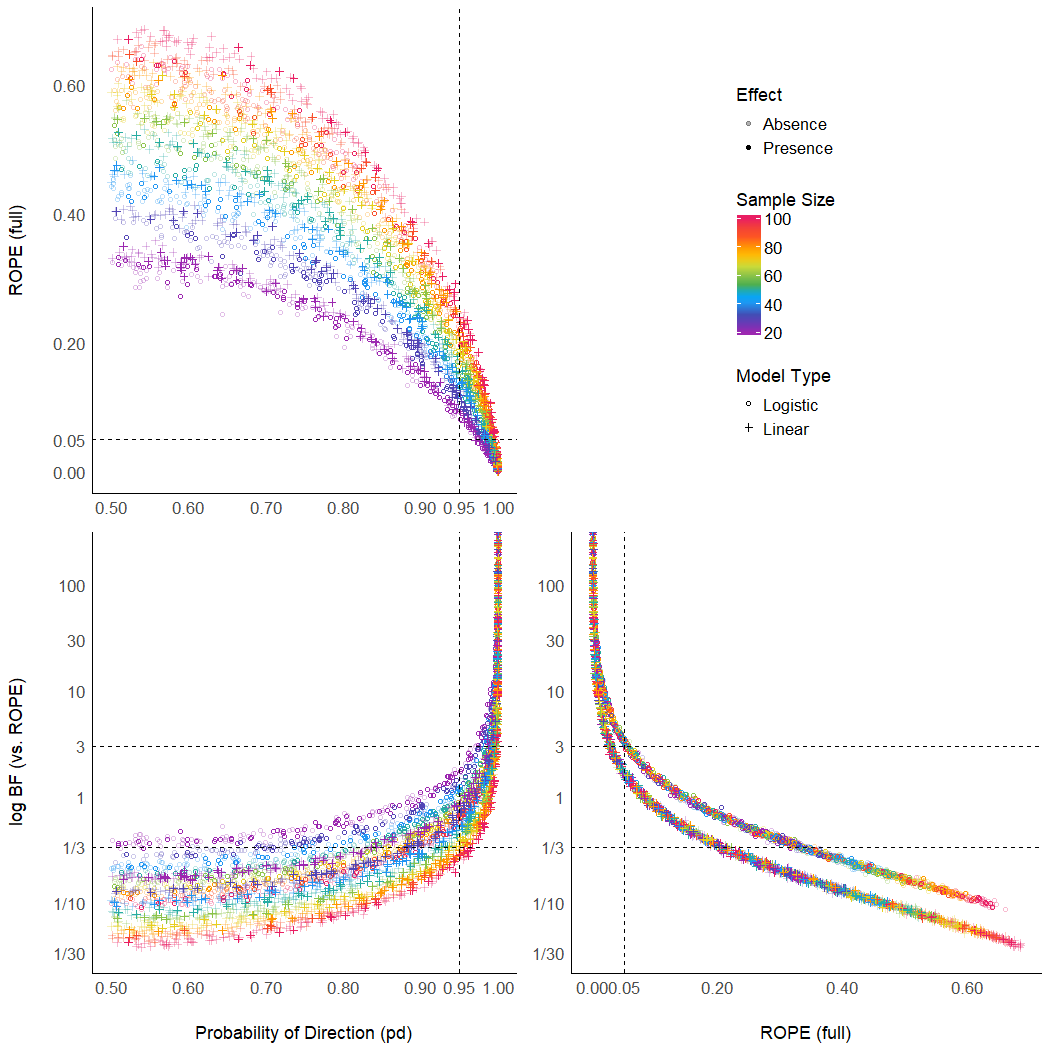 ROPE (full)
0.60
0.40
0.20
0.05
0.00
0.50 0.60 0.70 0.80 0.90 0.95 1.00
Effect
Absence
Presence
Sample Size
100
80
60
40
20
Model Type
Logistic
Linear
log BF (vs. ROPE)
100
30
10
3
1
1/3
1/10
1/30
0.50 0.60 0.70 0.80 0.90 0.95 1.00
Probability of Direction (pd)
100
30
10
3
1
1/3
1/10
1/30
0.00 0.05 0.20 0.40 0.60
ROPE (full)